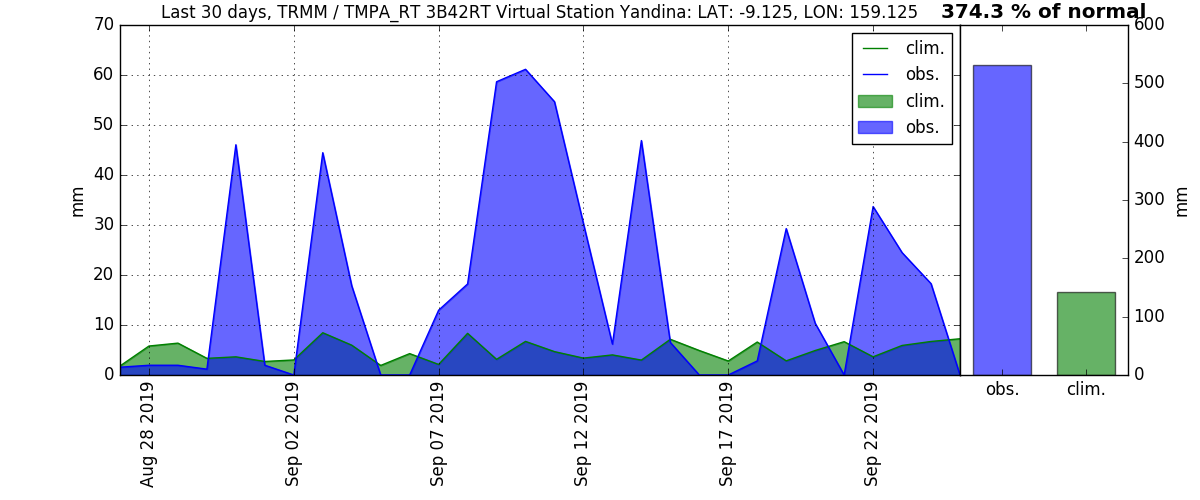 Last 30 days, TRMM / TMPA_RT 3B42RT Virtual Station Yandina: LAT: -9.125, LON: 159.125
374.3 % of normal
70
60
50
40
30
20
10
0
mm
clim.
obs.
clim.
obs.
Aug 28 2019
Sep 02 2019
Sep 07 2019
Sep 12 2019
Sep 17 2019
Sep 22 2019
600
500
400
300
200
100
0
mm
obs.
clim.